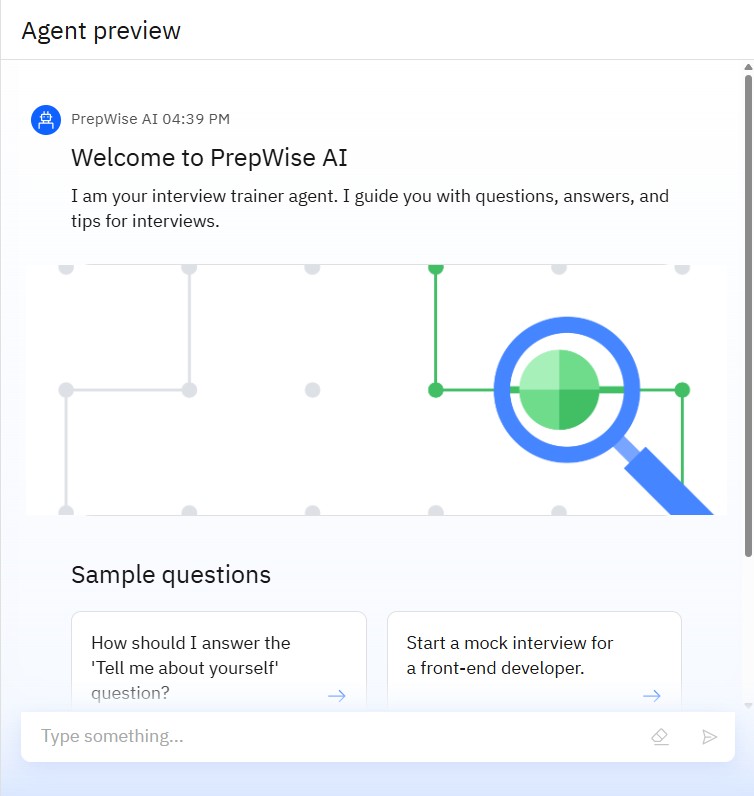 Agent preview
PrepWise AI 04:39 PM
Welcome to PrepWise AI
I am your interview trainer agent. I guide you with questions, answers, and
tips for interviews.
Sample questions
How should I answer the
'Tell me about yourself'
question?
Start a mock interview for
a front-end developer.
Type something...